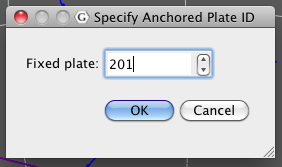 Specify Anchored Plate ID
Fixed plate: 201
OK Cancel